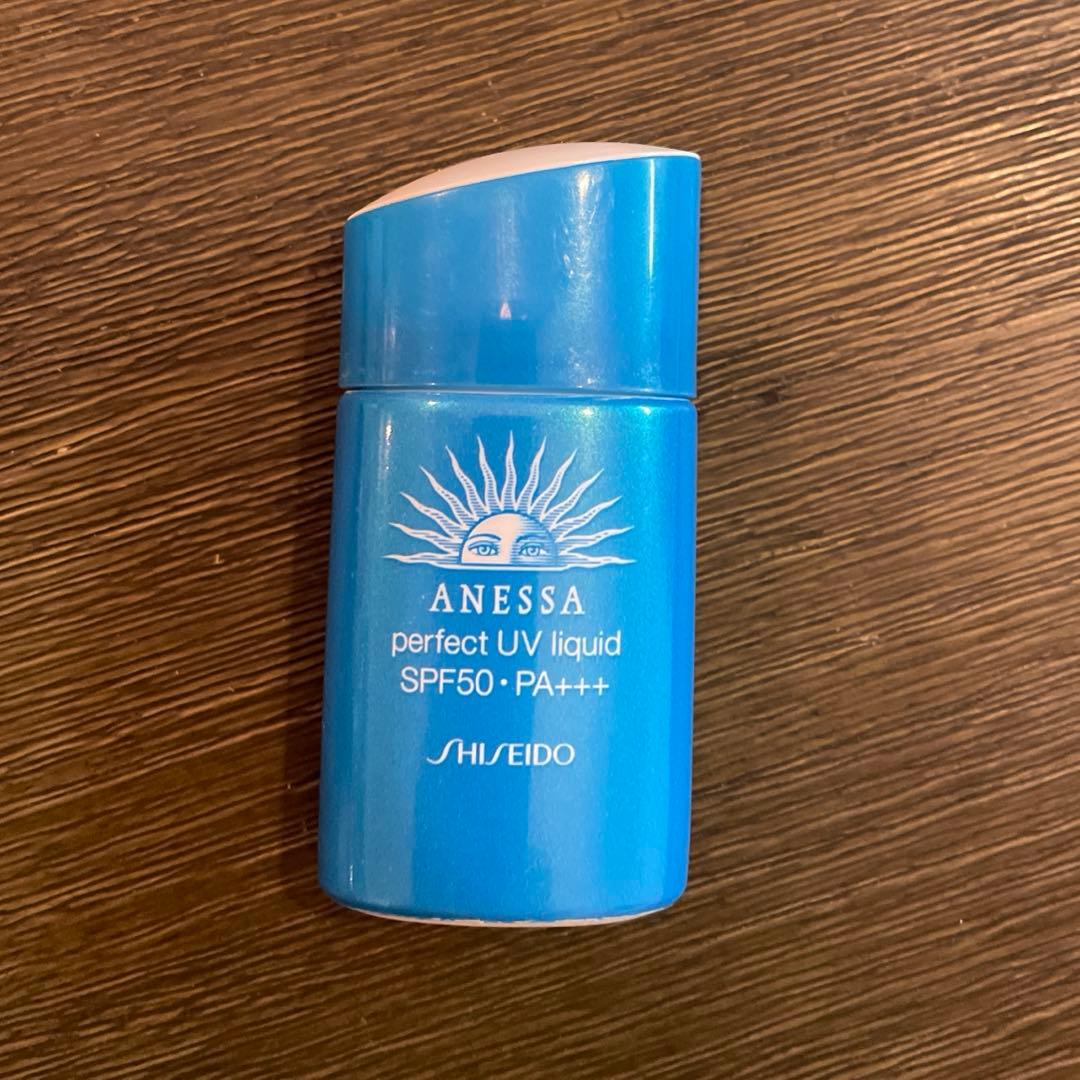 ANESSA
perfect UV liquid
SPF50・PA+++
SHISEIDO